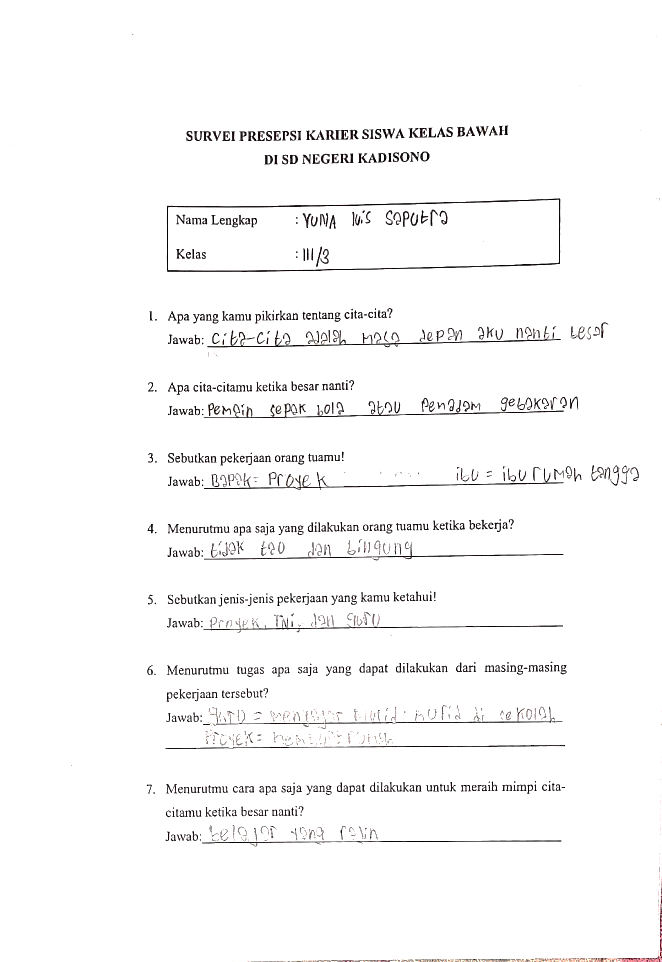 SURVEI PRESEPSI KARIER SISWA KELAS BAWAH
DI SD NEGERI KADISONO
Nama Lengkap : YUNA luis Saputra
Kelas : III/3
1. Apa yang kamu pikirkan tentang cita-cita?
Jawab: Cita-Cita adalah masa depan aku nanti besar
2. Apa cita-citamu ketika besar nanti?
Jawab: Pemain sepak bola atau Penadam gebakaran
3. Sebutkan pekerjaan orang tuamu!
Jawab: Bapak = Proyek ibu = ibu rumah tangga
4. Menurutmu apa saja yang dilakukan orang tuamu ketika bekerja?
Jawab: tidak tau dan bingung
5. Sebutkan jenis-jenis pekerjaan yang kamu ketahui!
Jawab: Proyek, TNi, dan guru
6. Menurutmu tugas apa saja yang dapat dilakukan dari masing-masing
pekerjaan tersebut?
Jawab: guru = mengajar murid-murid di sekolah
Proyek = membuat rumah
7. Menurutmu cara apa saja yang dapat dilakukan untuk meraih mimpi cita-
citamu ketika besar nanti?
Jawab: belajar yang